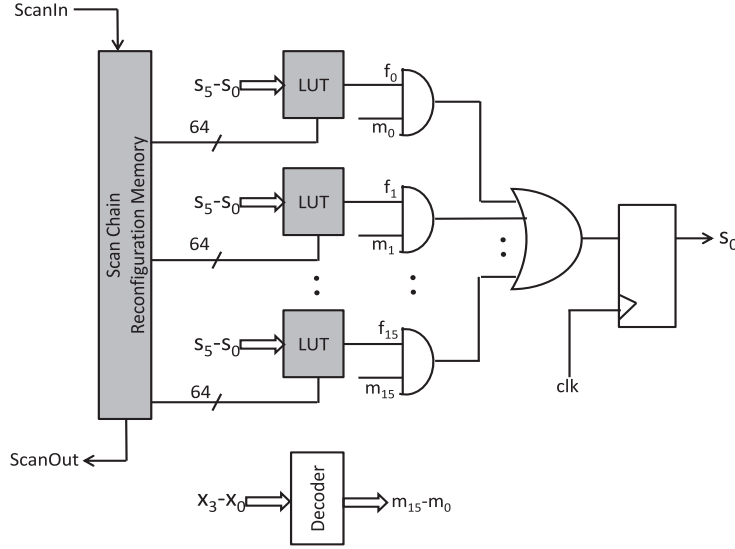 ScanIn
Scan Chain
Reconfiguration Memory
s₅-s₀
LUT
f₀
m₀
64
s₅-s₀
LUT
f₁
m₁
64
s₅-s₀
LUT
f₁₅
m₁₅
64
s₀
clk
ScanOut
x₃-x₀
Decoder
m₁₅-m₀